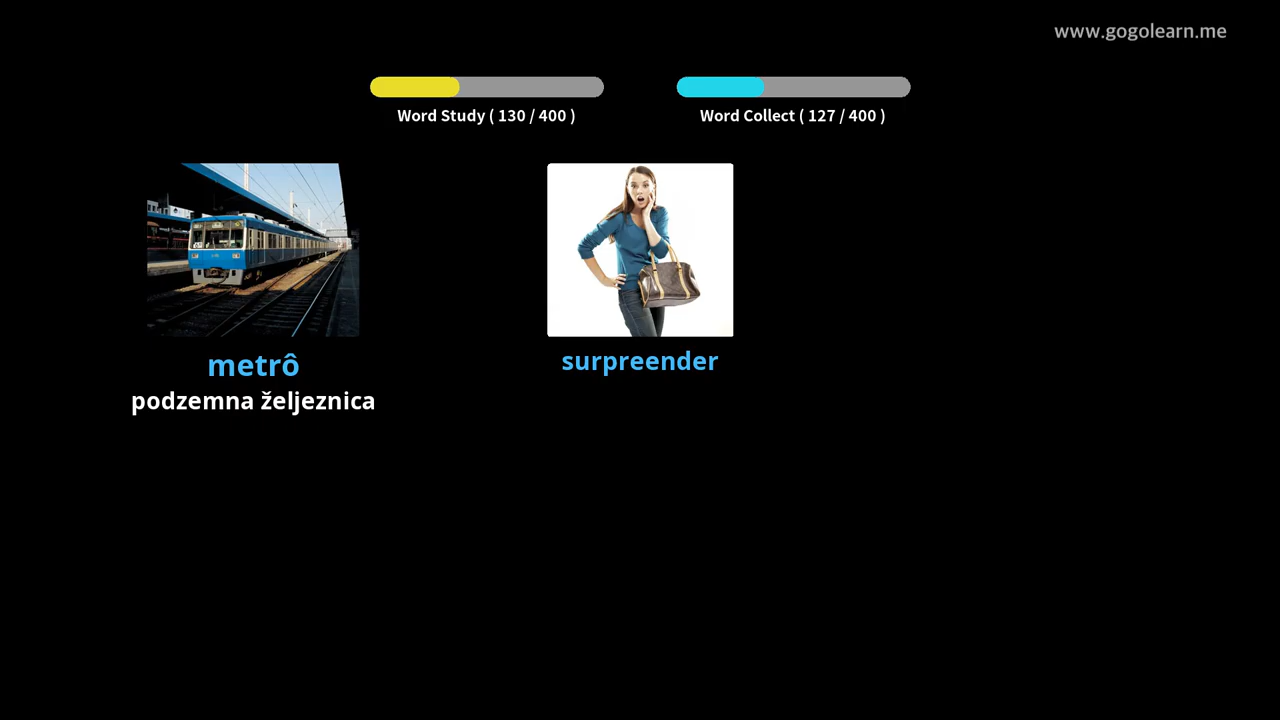 www.gogolearn.me
Word Study ( 130 / 400 )
Word Collect ( 127 / 400 )
metrô
podzemna željeznica
surpreender